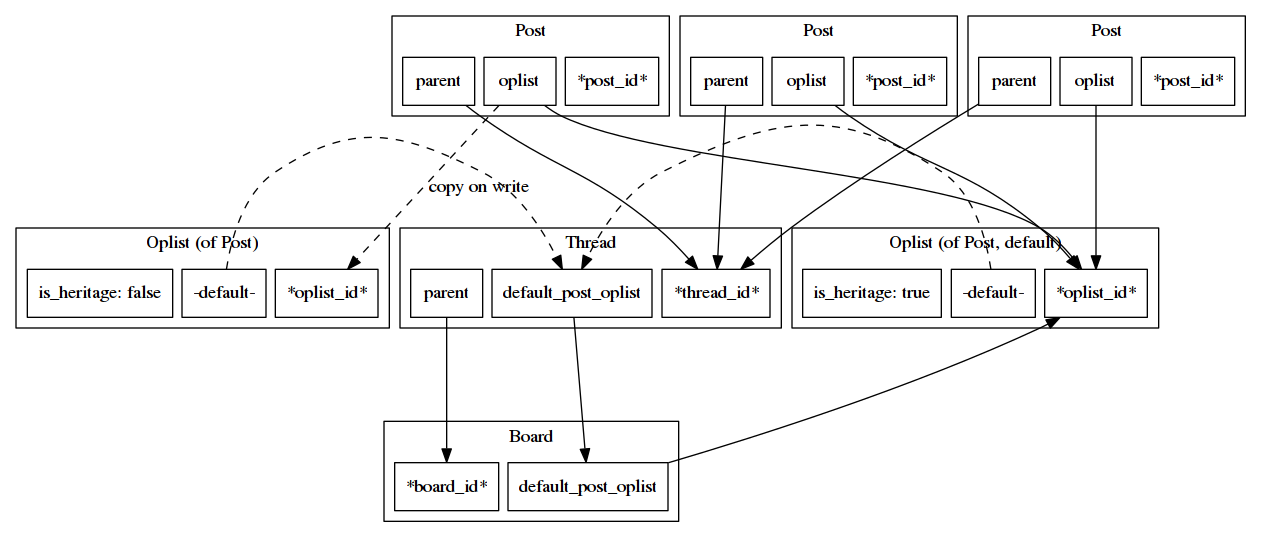 Post
parent
oplist
*post_id*
Post
parent
oplist
*post_id*
Post
parent
oplist
*post_id*
copy on write
Oplist (of Post)
is_heritage: false
-default-
*oplist_id*
Thread
parent
default_post_oplist
*thread_id*
Oplist (of Post, default)
is_heritage: true
-default-
*oplist_id*
Board
*board_id*
default_post_oplist